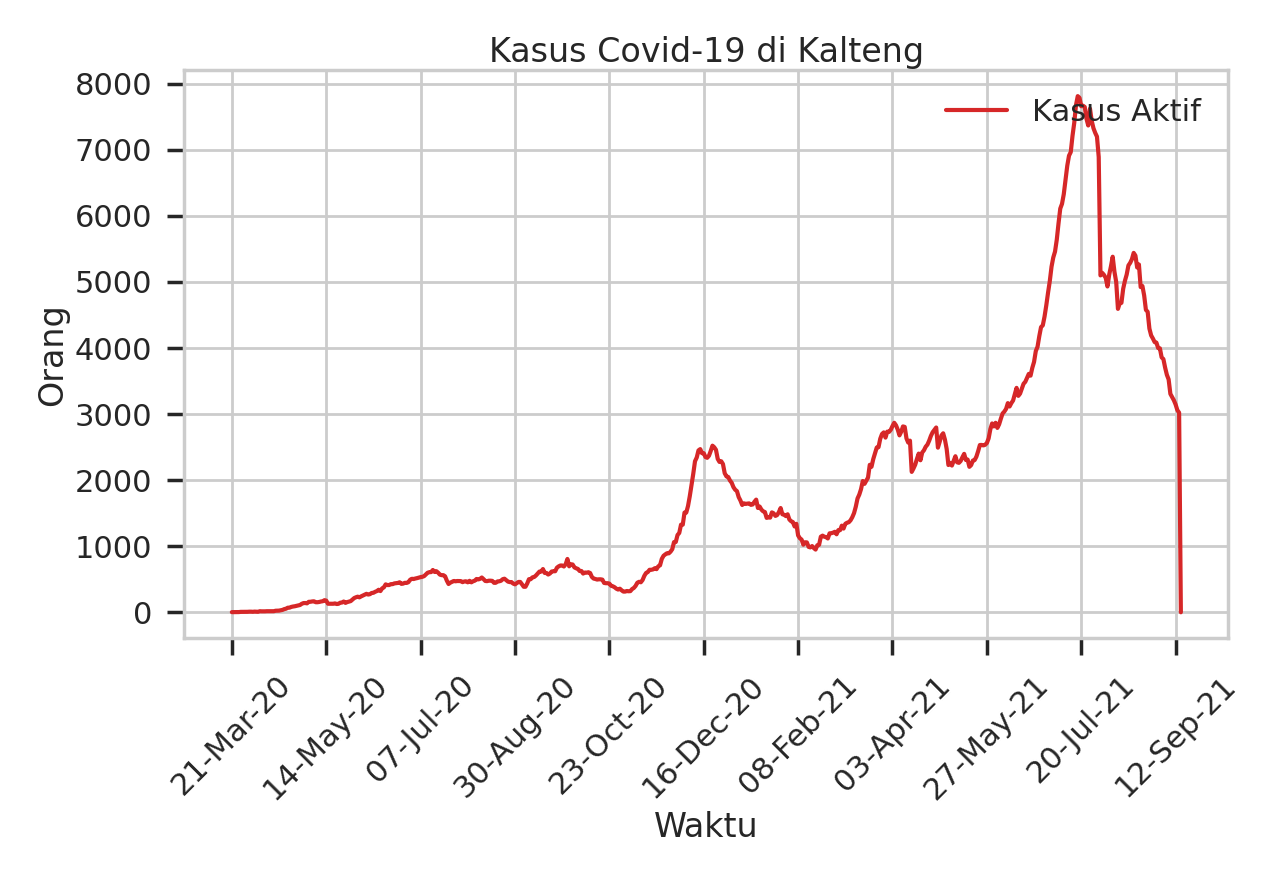 Kasus Covid-19 di Kalteng
Kasus Aktif
Orang
8000
7000
6000
5000
4000
3000
2000
1000
0
21-Mar-20
14-May-20
07-Jul-20
30-Aug-20
23-Oct-20
16-Dec-20
08-Feb-21
03-Apr-21
27-May-21
20-Jul-21
12-Sep-21
Waktu